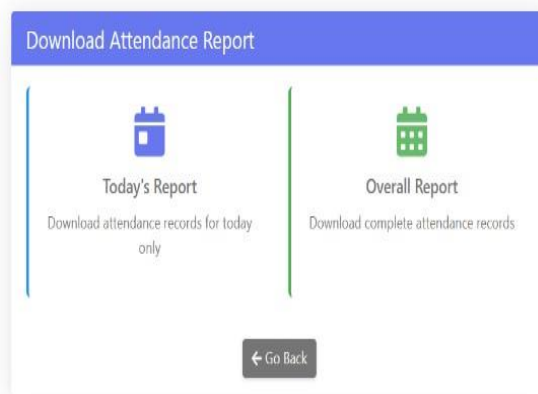 Download Attendance Report
Today's Report
Download attendance records for today
only
Overall Report
Download complete attendance records
← Go Back